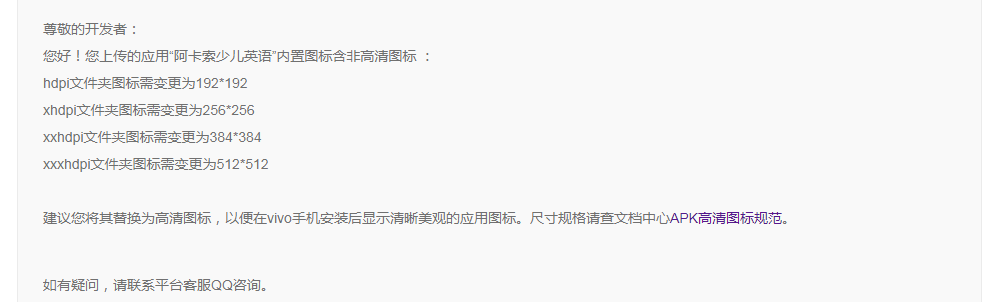 尊敬的开发者：
您好！您上传的应用“阿卡索少儿英语”内置图标含非高清图标 ：
hdpi文件夹图标需变更为192*192
xhdpi文件夹图标需变更为256*256
xxhdpi文件夹图标需变更为384*384
xxxhdpi文件夹图标需变更为512*512
建议您将其替换为高清图标，以便在vivo手机安装后显示清晰美观的应用图标。尺寸规格请查文档中心APK高清图标规范。
如有疑问，请联系平台客服QQ咨询。